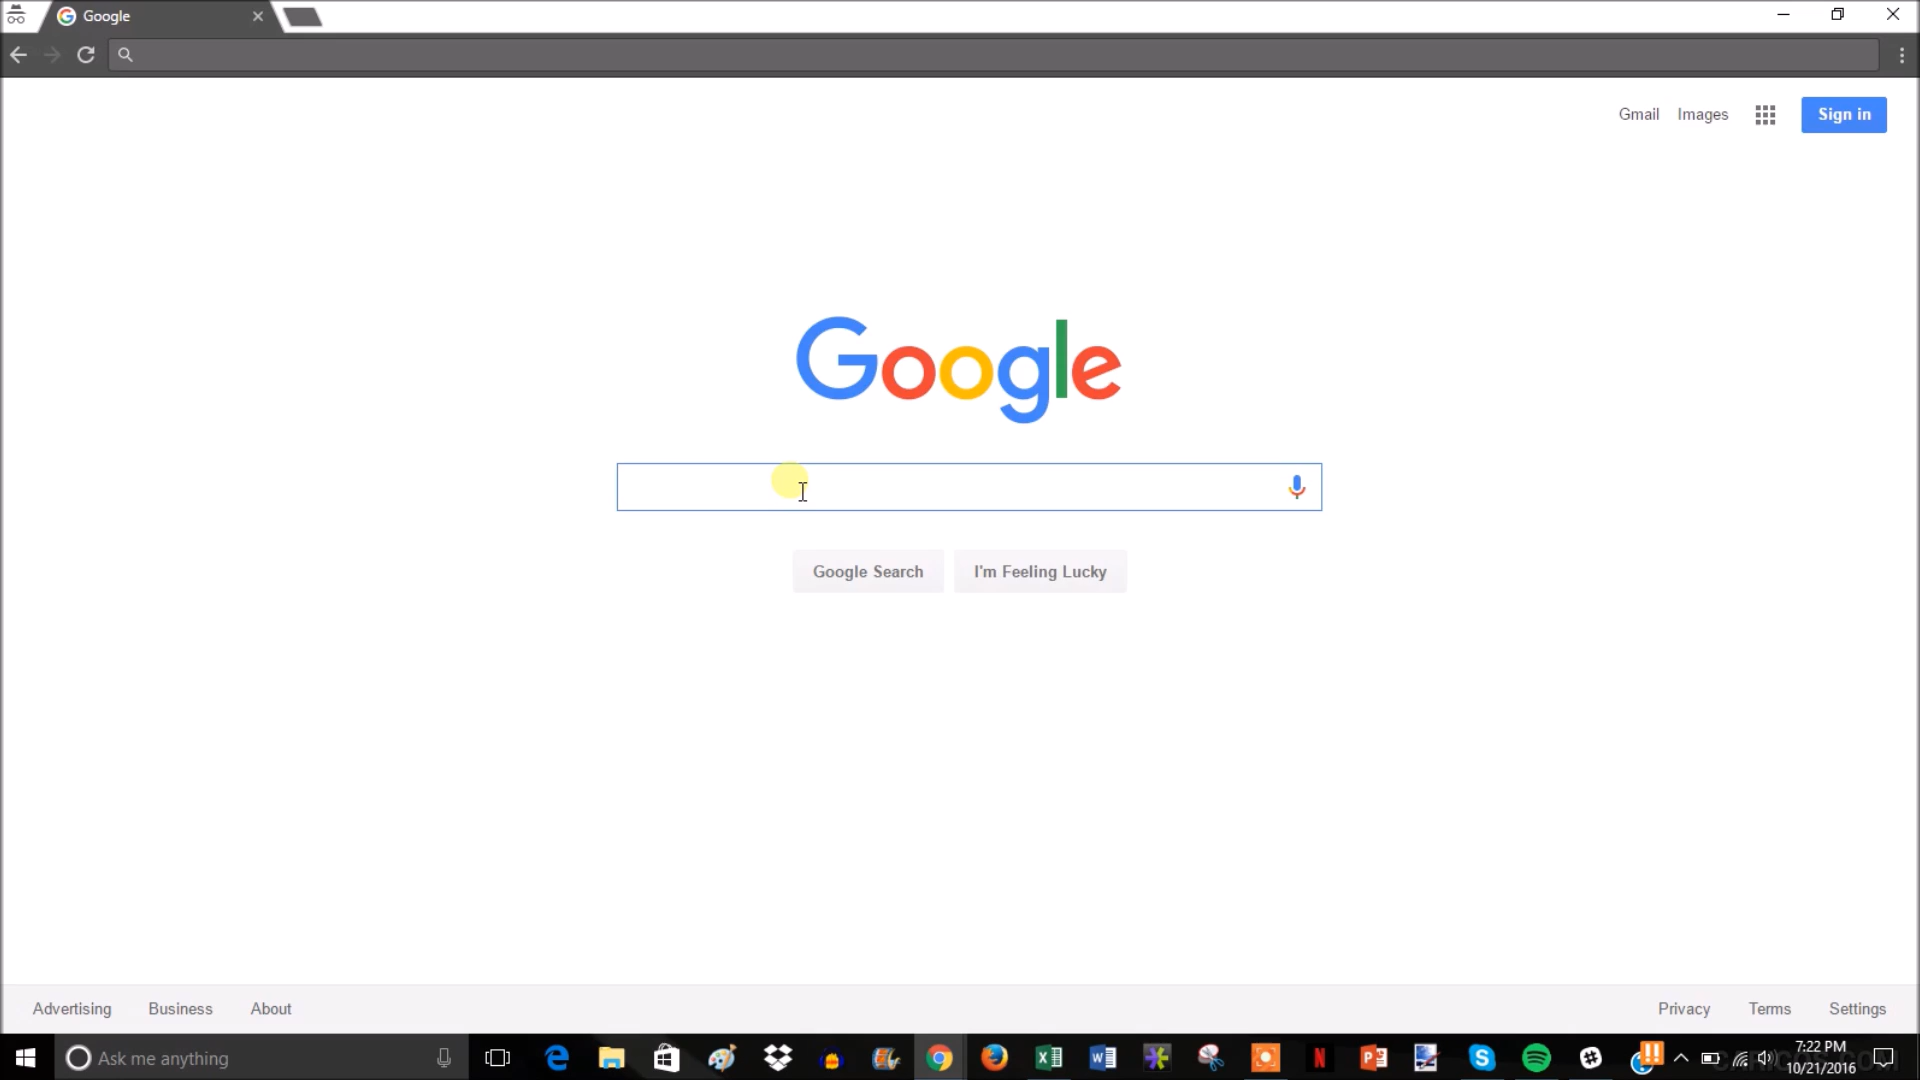 Google
Gmail Images Sign in
Google
Google Search I'm Feeling Lucky
Advertising Business About Privacy Terms Settings
Ask me anything
7:22 PM
10/21/2016